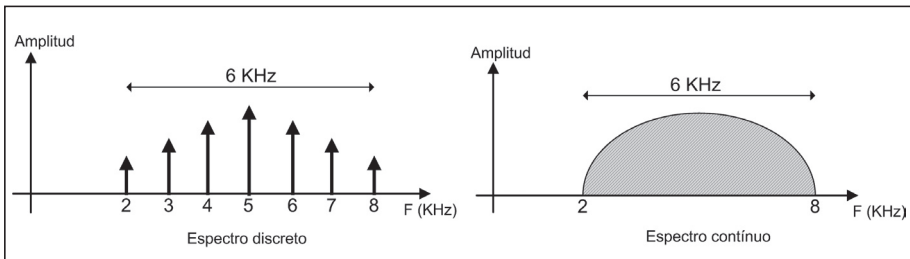 Amplitud
6 KHz
2 3 4 5 6 7 8
F (KHz)
Espectro discreto
Amplitud
6 KHz
2 8
F (KHz)
Espectro contínuo